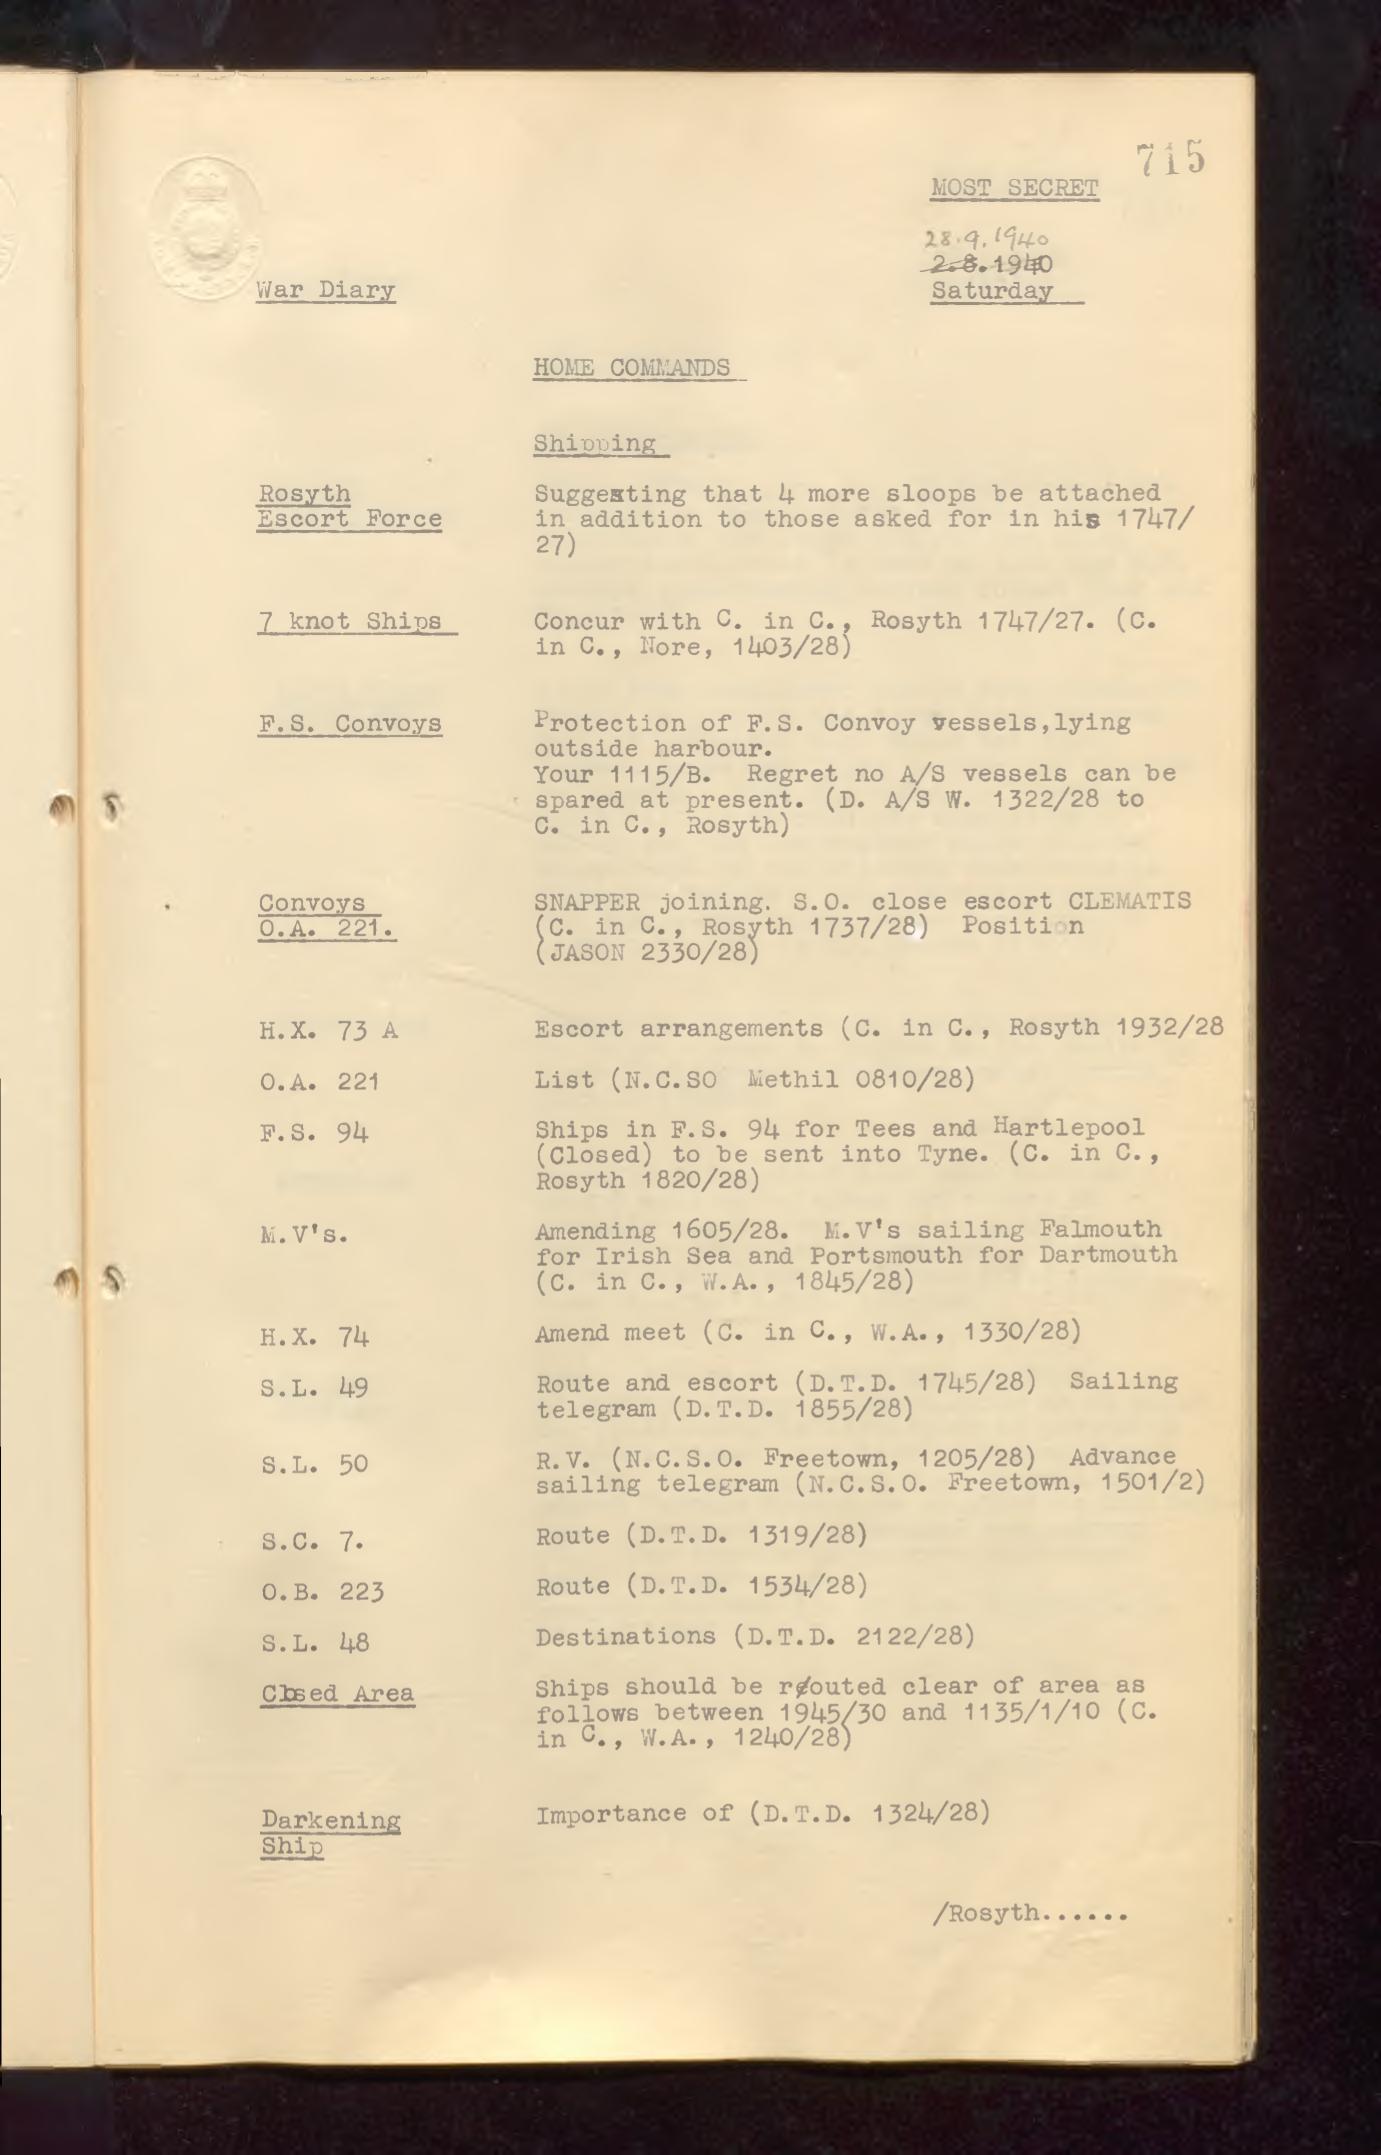 715
MOST SECRET
28.9.1940
2.8.1940
War Diary
Saturday
HOME COMMANDS
Shipping
Rosyth
Escort Force
Suggesting that 4 more sloops be attached
in addition to those asked for in his 1747/
27)
7 knot Ships
Concur with C. in C., Rosyth 1747/27. (C.
in C., Nore, 1403/28)
F.S. Convoys
Protection of F.S. Convoy vessels,lying
outside harbour.
Your 1115/B. Regret no A/S vessels can be
spared at present. (D. A/S W. 1322/28 to
C. in C., Rosyth)
Convoys
O.A. 221.
SNAPPER joining. S.O. close escort CLEMATIS
(C. in C., Rosyth 1737/28) Position
(JASON 2330/28)
H.X. 73 A
Escort arrangements (C. in C., Rosyth 1932/28
O.A. 221
List (N.C.SO Methil 0810/28)
F.S. 94
Ships in F.S. 94 for Tees and Hartlepool
(Closed) to be sent into Tyne. (C. in C.,
Rosyth 1820/28)
M.V's.
Amending 1605/28. M.V's sailing Falmouth
for Irish Sea and Portsmouth for Dartmouth
(C. in C., W.A., 1845/28)
H.X. 74
Amend meet (C. in C., W.A., 1330/28)
S.L. 49
Route and escort (D.T.D. 1745/28) Sailing
telegram (D.T.D. 1855/28)
S.L. 50
R.V. (N.C.S.O. Freetown, 1205/28) Advance
sailing telegram (N.C.S.O. Freetown, 1501/2)
S.C. 7.
Route (D.T.D. 1319/28)
O.B. 223
Route (D.T.D. 1534/28)
S.L. 48
Destinations (D.T.D. 2122/28)
Closed Area
Ships should be routed clear of area as
follows between 1945/30 and 1135/1/10 (C.
in C., W.A., 1240/28)
Darkening
Ship
Importance of (D.T.D. 1324/28)
/Rosyth......